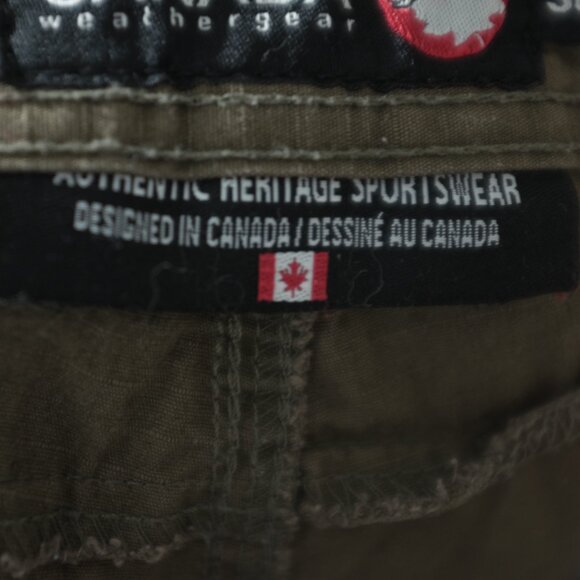 weathergear
AUTHENTIC HERITAGE SPORTSWEAR
DESIGNED IN CANADA / DESSINÉ AU CANADA